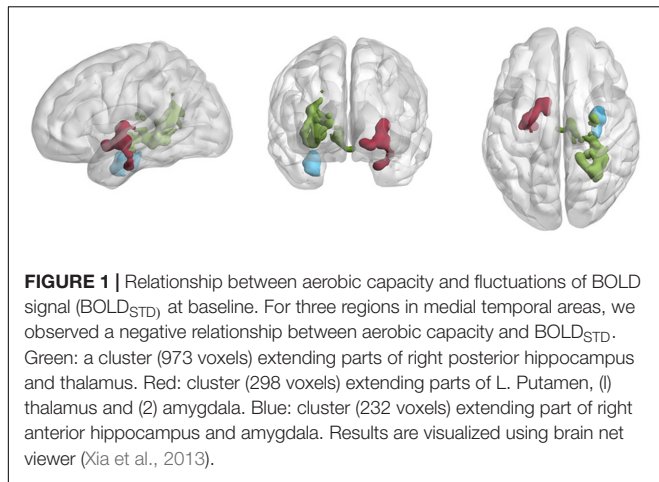 FIGURE 1 | Relationship between aerobic capacity and fluctuations of BOLD
signal (BOLDSTD) at baseline. For three regions in medial temporal areas, we
observed a negative relationship between aerobic capacity and BOLDSTD.
Green: a cluster (973 voxels) extending parts of right posterior hippocampus
and thalamus. Red: cluster (298 voxels) extending parts of L. Putamen, (l)
thalamus and (2) amygdala. Blue: cluster (232 voxels) extending part of right
anterior hippocampus and amygdala. Results are visualized using brain net
viewer (Xia et al., 2013).